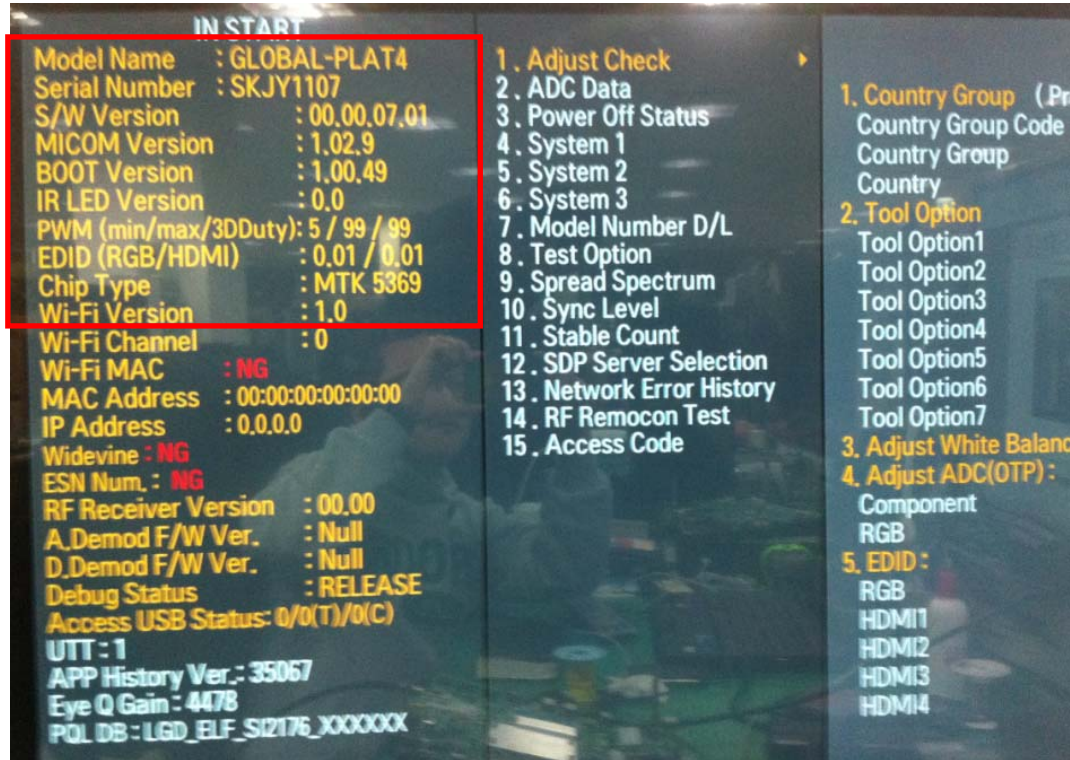 IN START
Model Name : GLOBAL-PLAT4
Serial Number : SKJY1107
S/W Version : 00.00.07.01
MICOM Version : 1.02.9
BOOT Version : 1.00.49
IR LED Version : 0.0
PWM (min/max/3DDuty): 5 / 99 / 99
EDID (RGB/HDMI) : 0.01 / 0.01
Chip Type : MTK 5369
Wi-Fi Version : 1.0
Wi-Fi Channel : 0
Wi-Fi MAC : NG
MAC Address : 00:00:00:00:00:00
IP Address : 0.0.0.0
Widevine : NG
ESN Num. : NG
RF Receiver Version : 00.00
A.Demod F/W Ver. : Null
D.Demod F/W Ver. : Null
Debug Status : RELEASE
Access USB Status: 0/0(T)/0(C)
UTT : 1
APP History Ver.: 35067
Eye Q Gain : 4478
PQL DB : LGD_ELF_SI2176_XXXXXX
1. Adjust Check
2. ADC Data
3. Power Off Status
4. System 1
5. System 2
6. System 3
7. Model Number D/L
8. Test Option
9. Spread Spectrum
10. Sync Level
11. Stable Count
12. SDP Server Selection
13. Network Error History
14. RF Remocon Test
15. Access Code
1. Country Group (.Pr
Country Group Code
Country Group
Country
2. Tool Option
Tool Option1
Tool Option2
Tool Option3
Tool Option4
Tool Option5
Tool Option6
Tool Option7
3. Adjust White Balanc
4. Adjust ADC(OTP) :
Component
RGB
5. EDID :
RGB
HDMI1
HDMI2
HDMI3
HDMI4